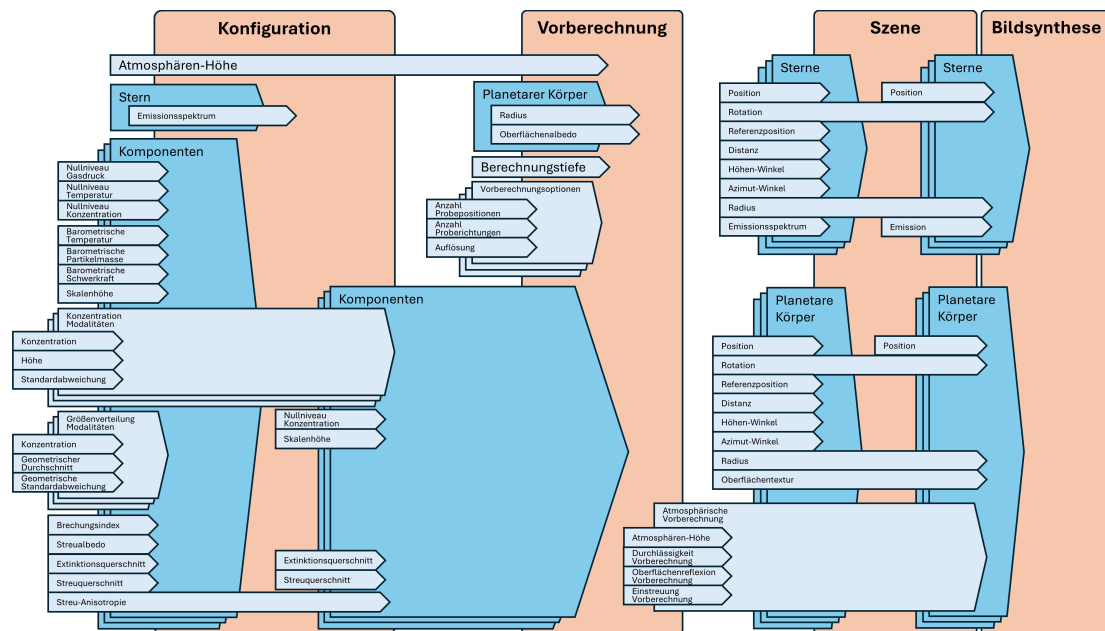 Konfiguration
Vorberechnung
Szene
Bildsynthese
Atmosphären-Höhe
Stern
Emissionsspektrum
Komponenten
Nullniveau
Gasdruck
Nullniveau
Temperatur
Nullniveau
Konzentration
Barometrische
Temperatur
Barometrische
Partikelmasse
Barometrische
Schwerkraft
Skalenhöhe
Konzentration
Modalitäten
Konzentration
Höhe
Standardabweichung
Größenverteilung
Modalitäten
Konzentration
Geometrischer
Durchschnitt
Geometrische
Standardabweichung
Brechungsindex
Streualbedo
Extinktionsquerschnitt
Streuquerschnitt
Streu-Anisotropie
Planetarer Körper
Radius
Oberflächenalbedo
Berechnungstiefe
Vorberechnungsoptionen
Anzahl
Probepositionen
Anzahl
Proberichtungen
Auflösung
Komponenten
Nullniveau
Konzentration
Skalenhöhe
Extinktionsquerschnitt
Streuquerschnitt
Sterne
Position
Rotation
Referenzposition
Distanz
Höhen-Winkel
Azimut-Winkel
Radius
Emissionsspektrum
Sterne
Position
Emission
Planetare
Körper
Position
Rotation
Referenzposition
Distanz
Höhen-Winkel
Azimut-Winkel
Radius
Oberflächentextur
Planetare
Körper
Position
Atmosphärische
Vorberechnung
Atmosphären-Höhe
Durchlässigkeit
Vorberechnung
Oberflächenreflexion
Vorberechnung
Einstreuung
Vorberechnung